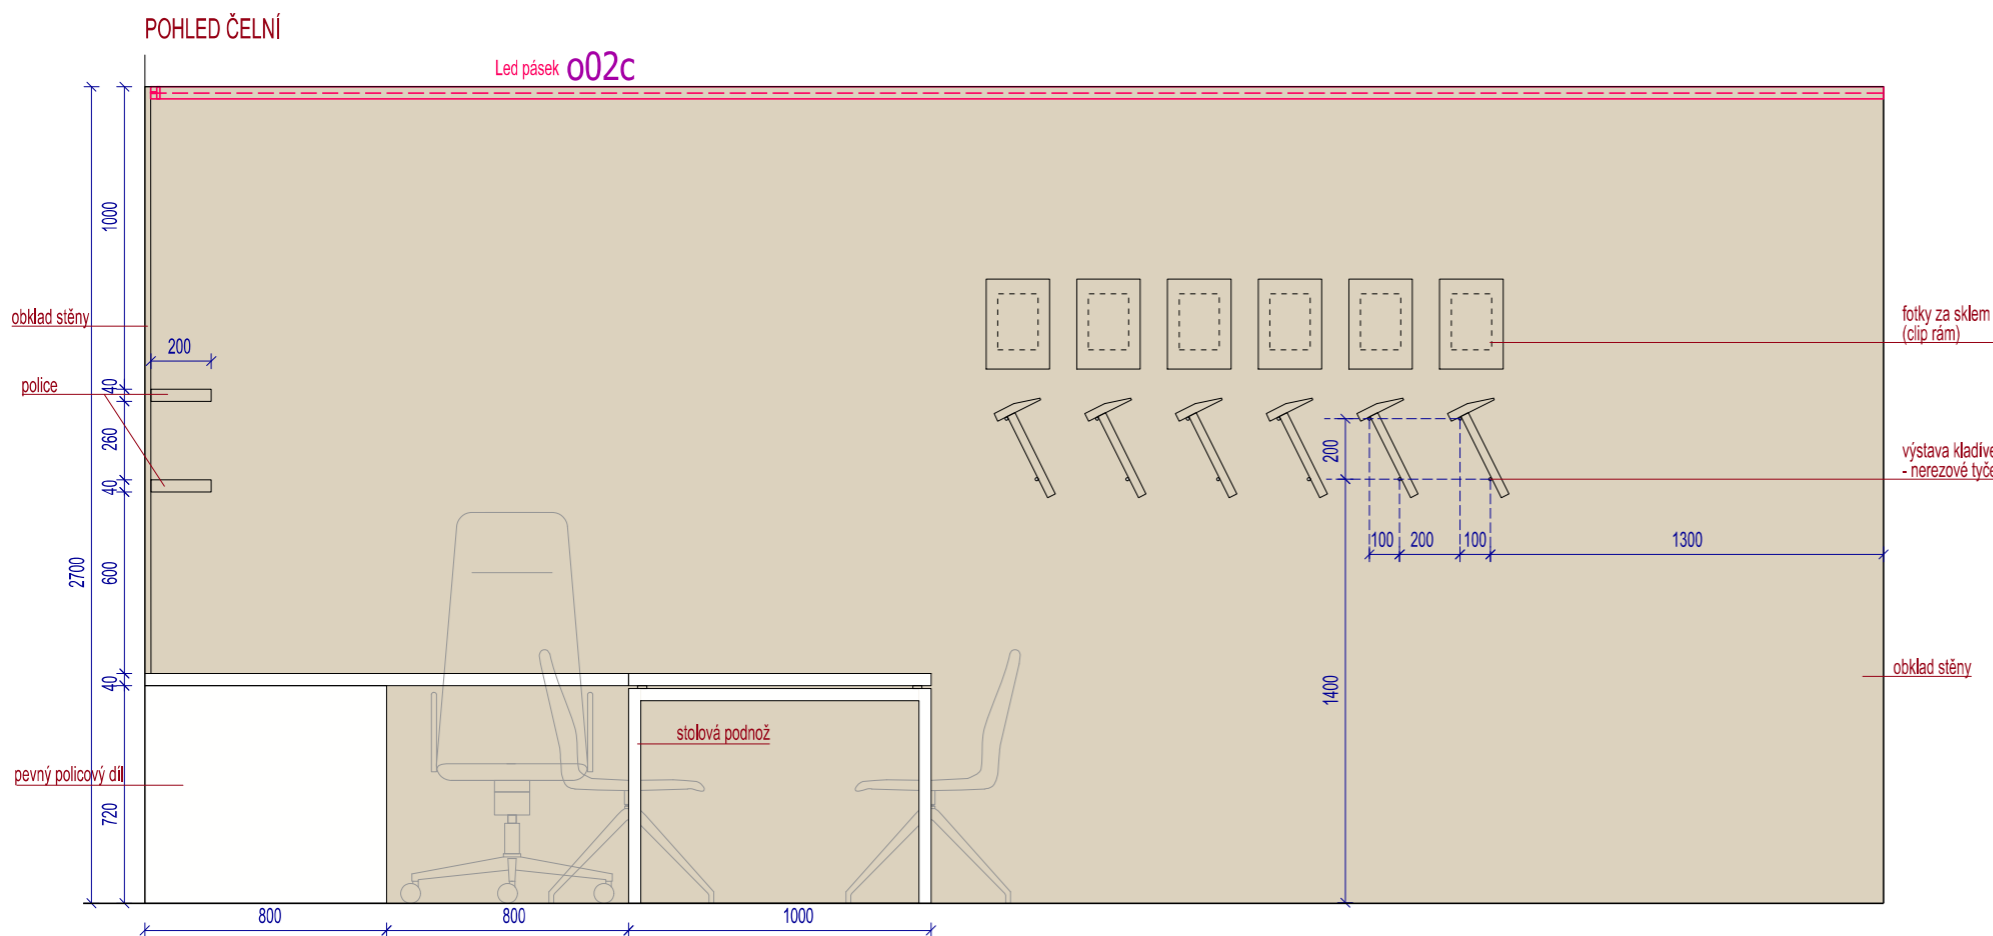 POHLED ČELNÍ
Led pásek o02c
1000
obklad stěny
fotky za sklem
(clip rám)
200
police
40
260
200
výstava kladíve
- nerezové tyče
40
100 200 100 1300
2700
600
obklad stěny
40
1400
stolová podnož
pevný policový díl
720
800 800 1000